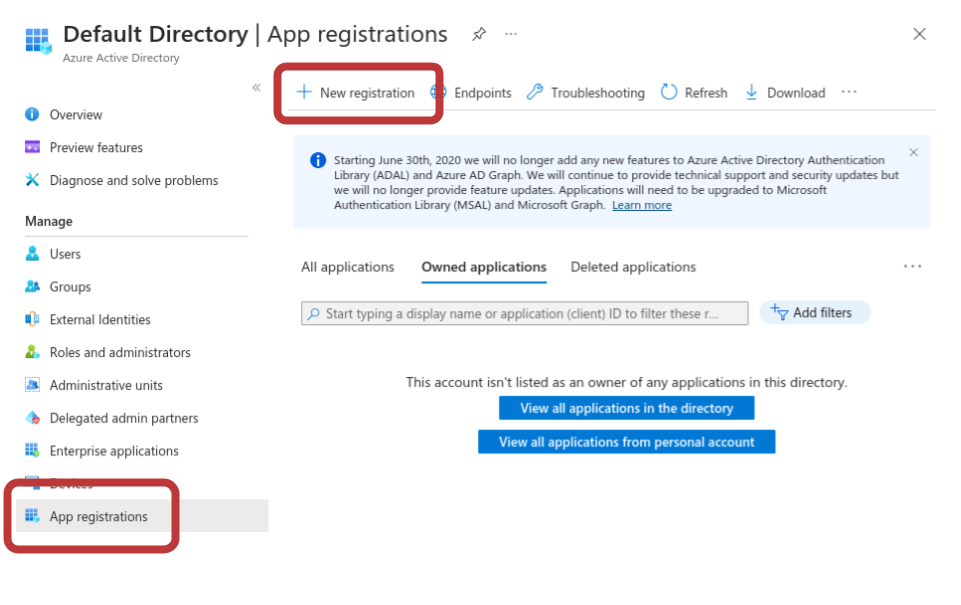 Default Directory | App registrations ...
Azure Active Directory
«
Overview
Preview features
Diagnose and solve problems
Manage
Users
Groups
External Identities
Roles and administrators
Administrative units
Delegated admin partners
Enterprise applications
Devices
App registrations
+ New registration Endpoints Troubleshooting Refresh Download ...
Starting June 30th, 2020 we will no longer add any new features to Azure Active Directory Authentication
Library (ADAL) and Azure AD Graph. We will continue to provide technical support and security updates but
we will no longer provide feature updates. Applications will need to be upgraded to Microsoft
Authentication Library (MSAL) and Microsoft Graph. Learn more
All applications Owned applications Deleted applications ...
Start typing a display name or application (client) ID to filter these r...
Add filters
This account isn't listed as an owner of any applications in this directory.
View all applications in the directory
View all applications from personal account